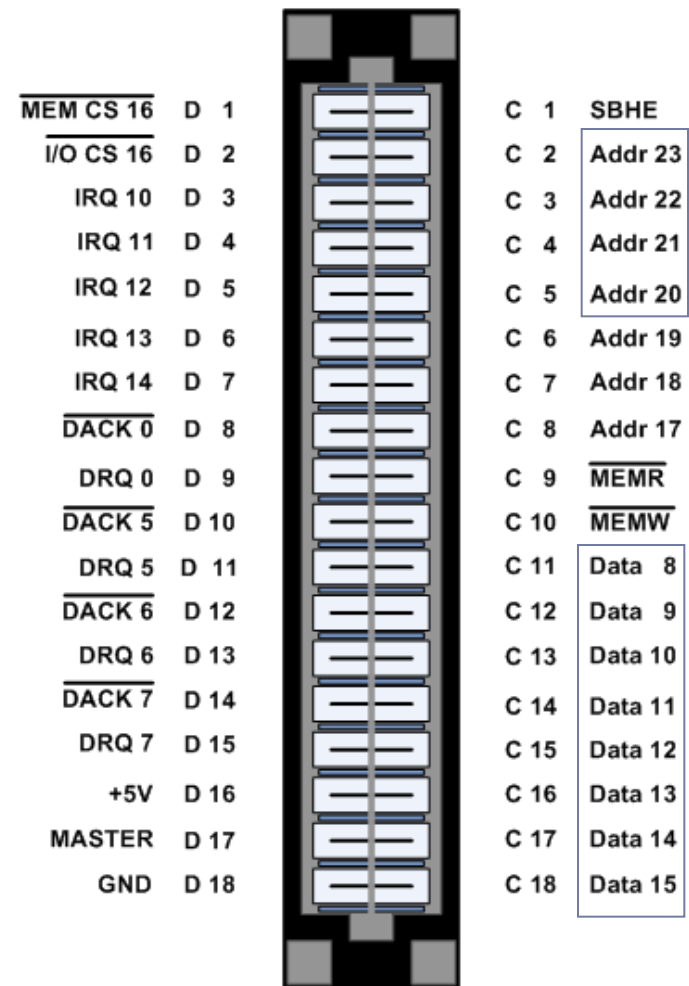 MEM CS 16 D 1 C 1 SBHE
I/O CS 16 D 2 C 2 Addr 23
IRQ 10 D 3 C 3 Addr 22
IRQ 11 D 4 C 4 Addr 21
IRQ 12 D 5 C 5 Addr 20
IRQ 13 D 6 C 6 Addr 19
IRQ 14 D 7 C 7 Addr 18
DACK 0 D 8 C 8 Addr 17
DRQ 0 D 9 C 9 MEMR
DACK 5 D 10 C 10 MEMW
DRQ 5 D 11 C 11 Data 8
DACK 6 D 12 C 12 Data 9
DRQ 6 D 13 C 13 Data 10
DACK 7 D 14 C 14 Data 11
DRQ 7 D 15 C 15 Data 12
+5V D 16 C 16 Data 13
MASTER D 17 C 17 Data 14
GND D 18 C 18 Data 15